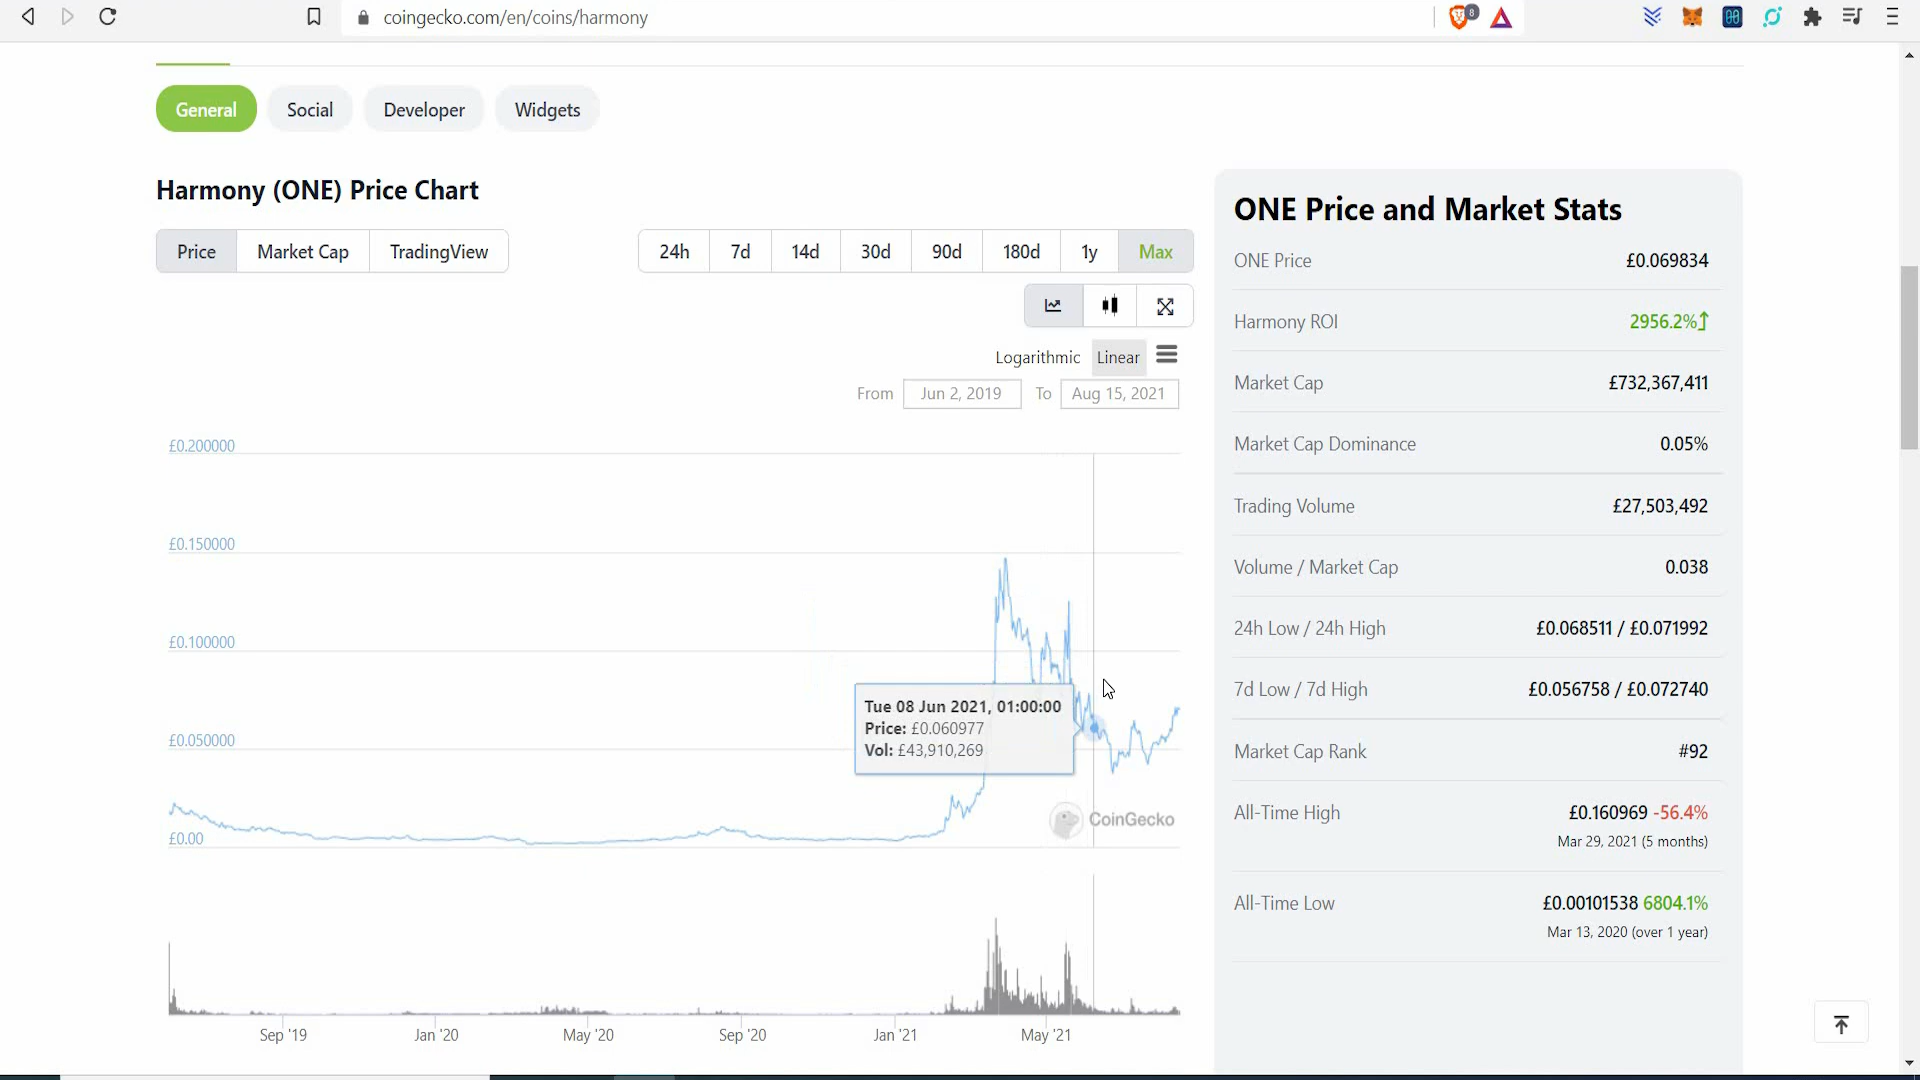 coingecko.com/en/coins/harmony
8
General Social Developer Widgets
Harmony (ONE) Price Chart
Price Market Cap TradingView
24h 7d 14d 30d 90d 180d 1y Max
Logarithmic Linear
From Jun 2, 2019 To Aug 15, 2021
£0.200000
£0.150000
£0.100000
£0.050000
£0.00
Tue 08 Jun 2021, 01:00:00
Price: £0.060977
Vol: £43,910,269
CoinGecko
Sep '19 Jan '20 May '20 Sep '20 Jan '21 May '21
ONE Price and Market Stats
ONE Price £0.069834
Harmony ROI 2956.2%
Market Cap £732,367,411
Market Cap Dominance 0.05%
Trading Volume £27,503,492
Volume / Market Cap 0.038
24h Low / 24h High £0.068511 / £0.071992
7d Low / 7d High £0.056758 / £0.072740
Market Cap Rank #92
All-Time High £0.160969 -56.4%
Mar 29, 2021 (5 months)
All-Time Low £0.00101538 6804.1%
Mar 13, 2020 (over 1 year)